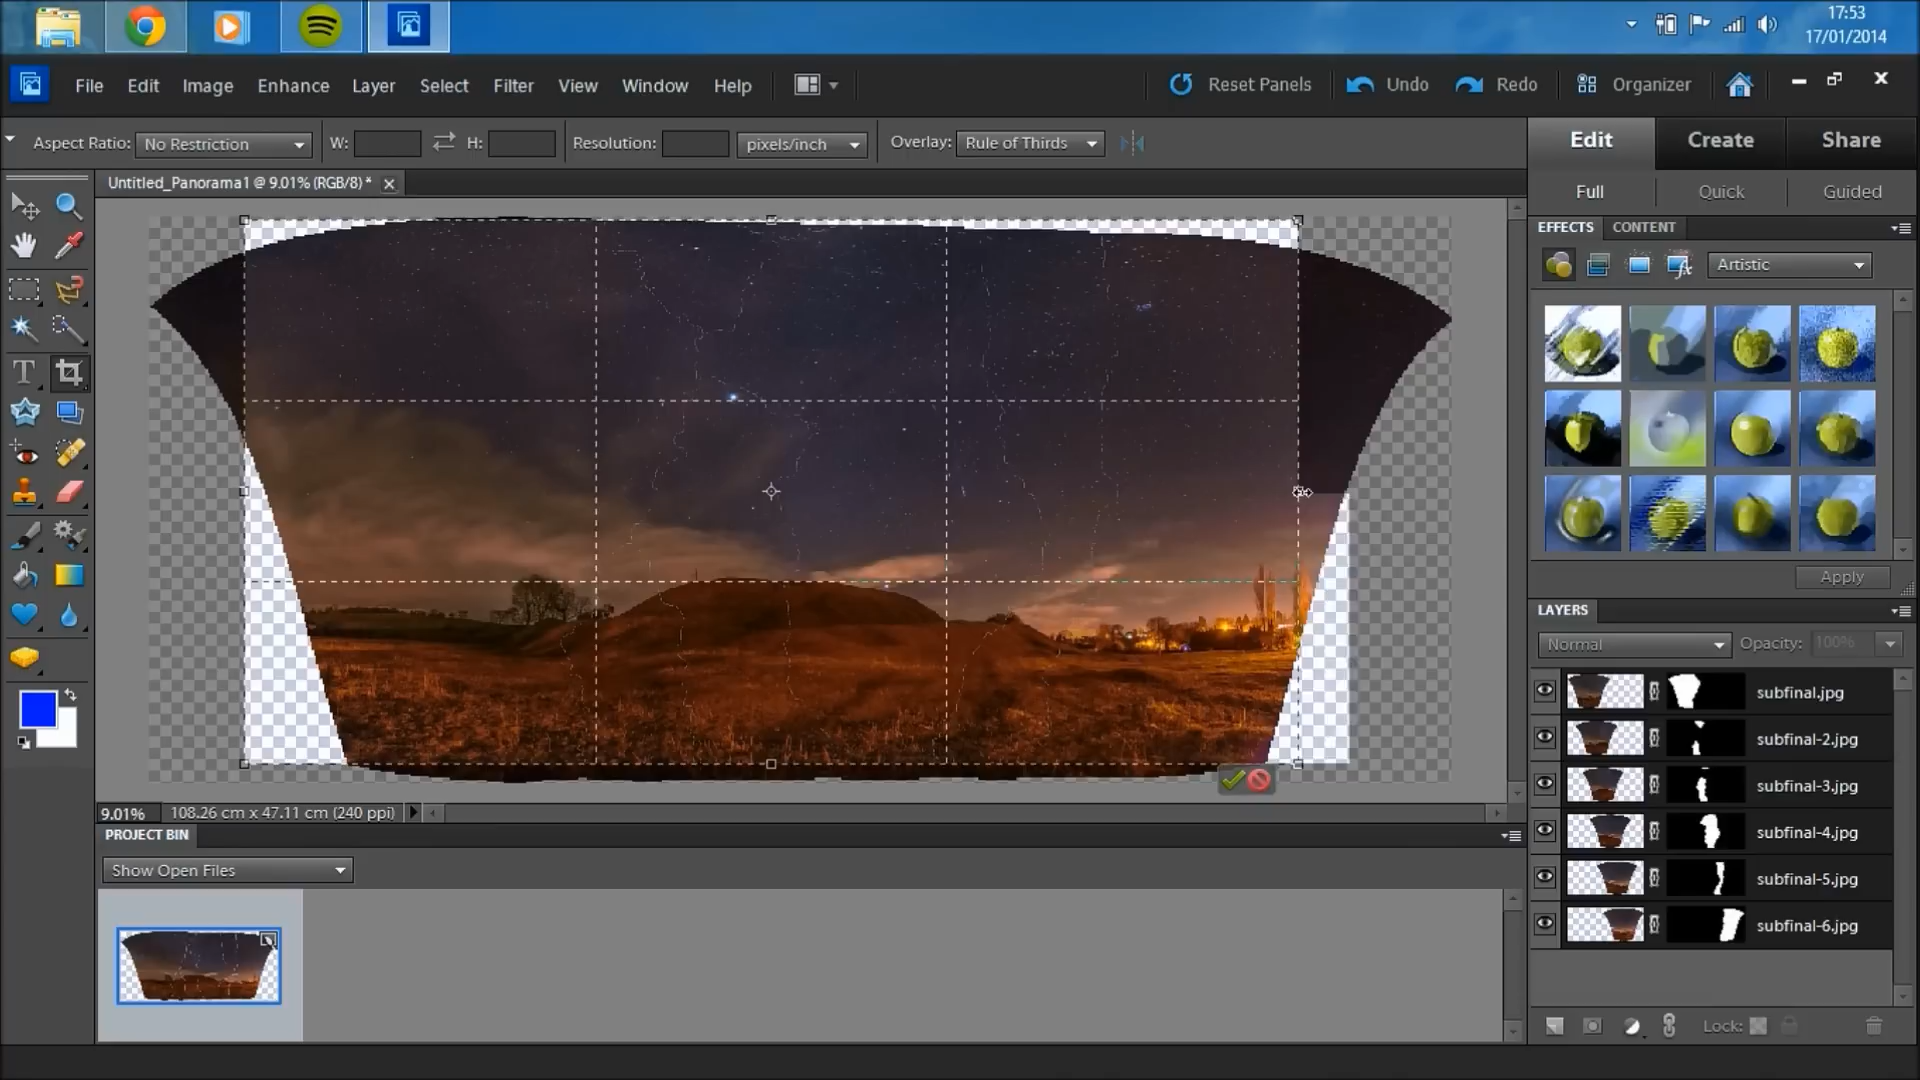 17:53
17/01/2014
File Edit Image Enhance Layer Select Filter View Window Help
Reset Panels Undo Redo Organizer
Aspect Ratio: No Restriction W: H: Resolution: pixels/inch Overlay: Rule of Thirds
Edit Create Share
Untitled_Panorama1 @ 9.01% (RGB/8) *
Full Quick Guided
EFFECTS CONTENT
Artistic
T
Apply
LAYERS
Normal Opacity: 100%
subfinal.jpg
subfinal-2.jpg
subfinal-3.jpg
subfinal-4.jpg
subfinal-5.jpg
subfinal-6.jpg
9.01% 108.26 cm x 47.11 cm (240 ppi)
PROJECT BIN
Show Open Files
Lock: